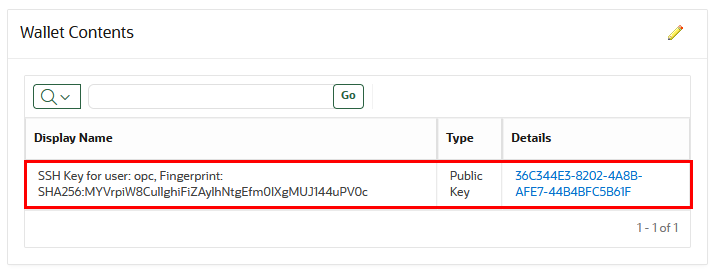 Wallet Contents
Go
Display Name Type Details
SSH Key for user: opc, Fingerprint: Public 36C344E3-8202-4A8B-
SHA256:MYVrpiW8CulIghiFiZAylhNtgEfm0IXgMUJ144uPV0c Key AFE7-44B4BFC5B61F
1 - 1 of 1